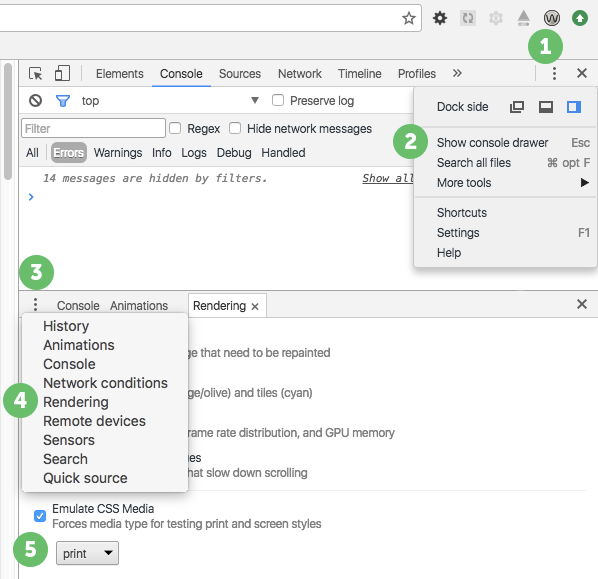 1
Elements Console Sources Network Timeline Profiles »
top Preserve log
Dock side
Filter Regex Hide network messages
2
Show console drawer Esc
All Errors Warnings Info Logs Debug Handled
Search all files ⌘ opt F
14 messages are hidden by filters. Show all
More tools
Shortcuts
Settings F1
Help
3
Console Animations Rendering
History
Animations
ge that need to be repainted
Console
Network conditions
ge/olive) and tiles (cyan)
4
Rendering
Remote devices
rame rate distribution, and GPU memory
Sensors
Search
es
hat slow down scrolling
Quick source
Emulate CSS Media
Forces media type for testing print and screen styles
5
print